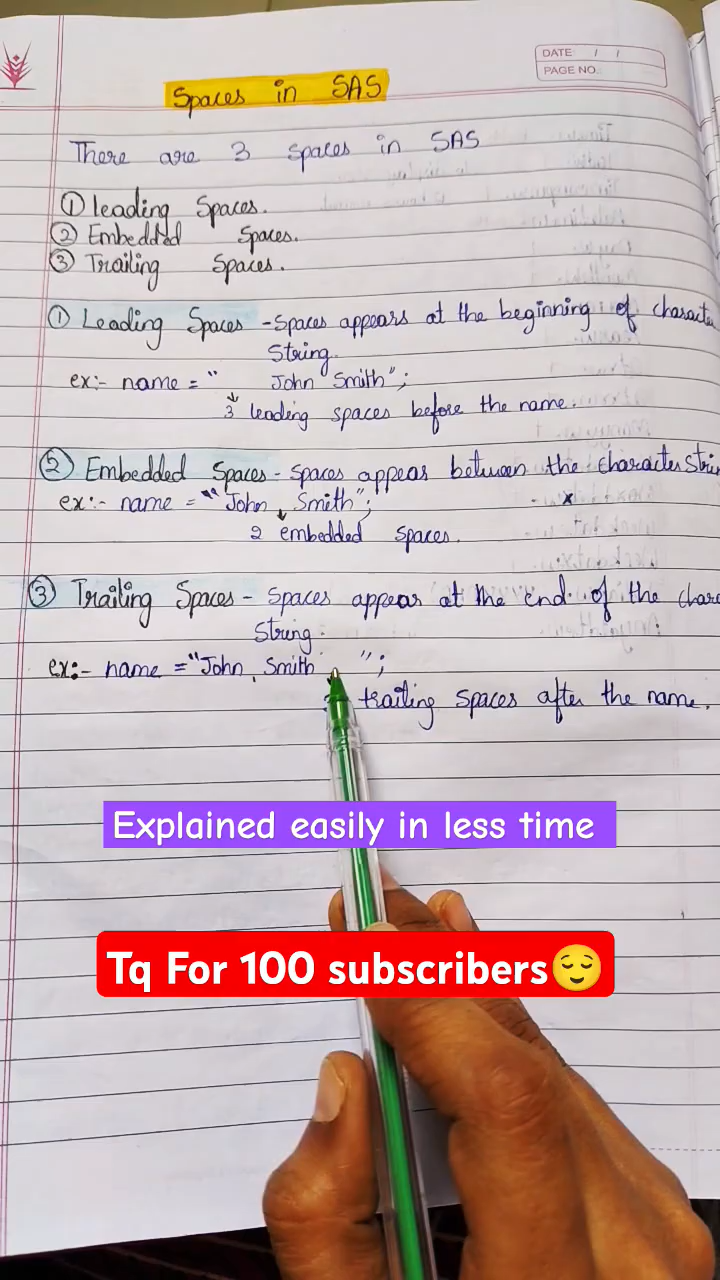 DATE / /
PAGE NO.
Spaces in SAS
There are 3 spaces in SAS
① Leading Spaces.
② Embedded Spaces.
③ Trailing Spaces.
① Leading Spaces - Spaces appears at the beginning of characte
String.
ex:- name = " John Smith";
3 leading spaces before the name.
② Embedded Spaces - Spaces appear between the character Strin
ex:- name = "John Smith";
2 embedded spaces.
③ Trailing Spaces - Spaces appear at the end of the chara
String.
ex:- name = "John Smith ";
trailing spaces after the name.
Explained easily in less time
Tq For 100 subscribers😌